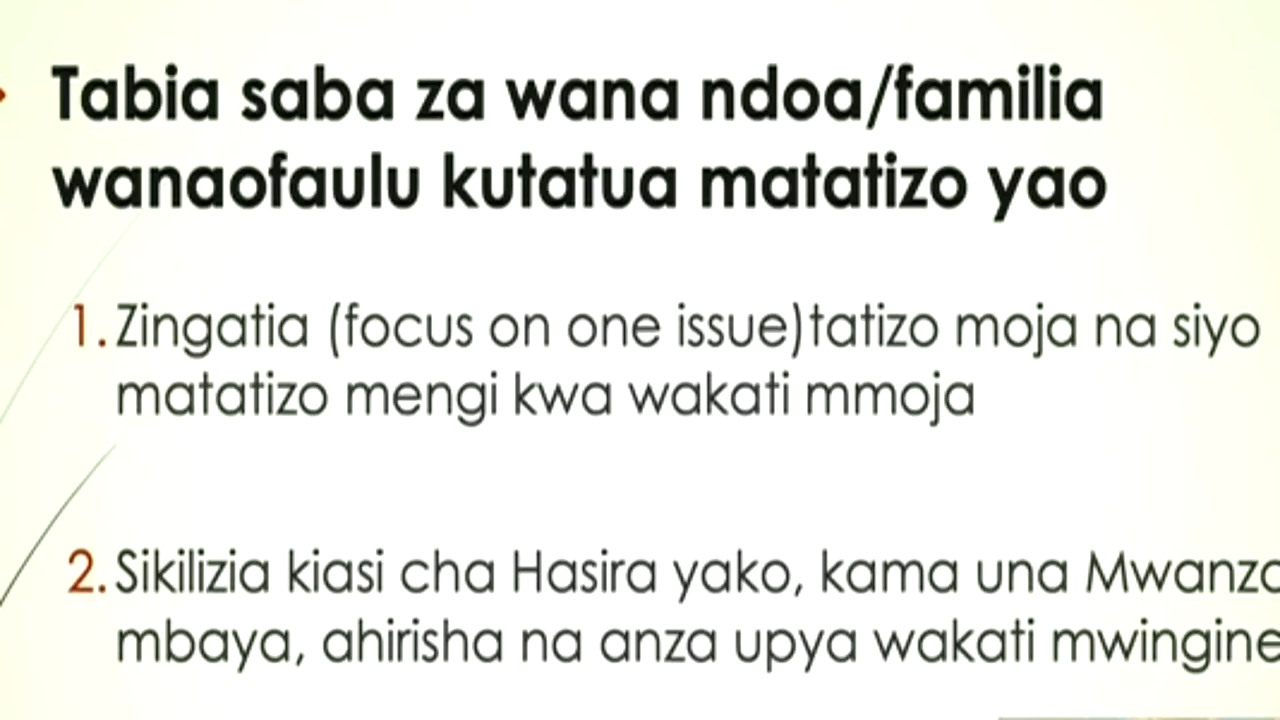 Tabia saba za wana ndoa/familia
wanaofaulu kutatua matatizo yao
1. Zingatia (focus on one issue)tatizo moja na siyo
matatizo mengi kwa wakati mmoja
2. Sikilizia kiasi cha Hasira yako, kama una Mwanzo
mbaya, ahirisha na anza upya wakati mwingine